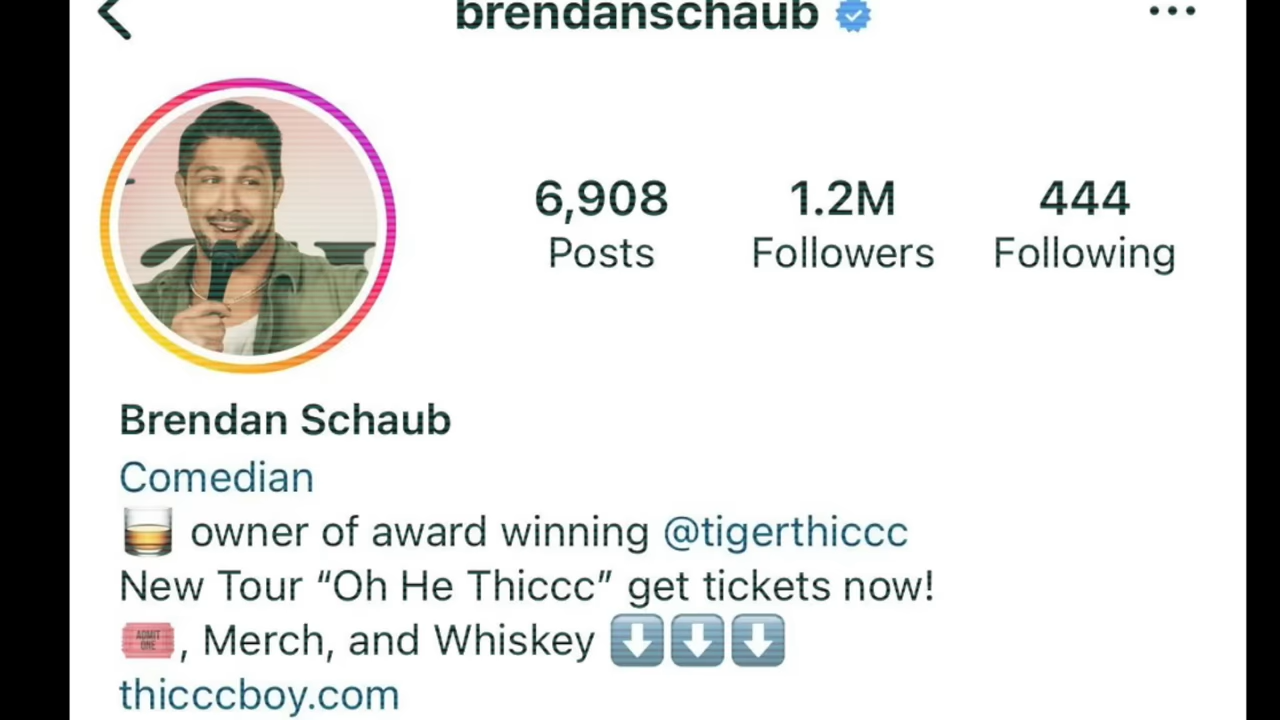 brendanschaub
6,908 1.2M 444
Posts Followers Following
Brendan Schaub
Comedian
🥃 owner of award winning @tigerthiccc
New Tour “Oh He Thiccc” get tickets now!
🎟️, Merch, and Whiskey ⬇️⬇️⬇️
thicccboy.com